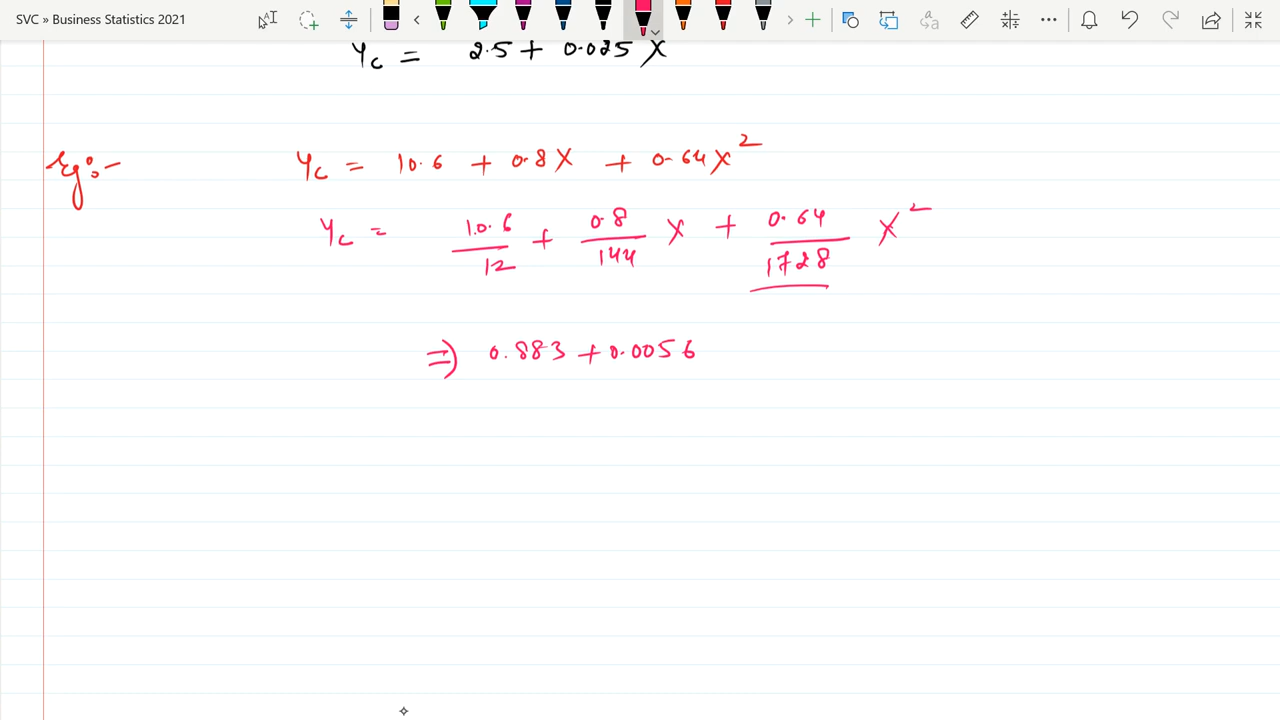 SVC » Business Statistics 2021
Yc = 2.5 + 0.025 X
Eg:- Yc = 10.6 + 0.8X + 0.64X²
Yc = 10.6/12 + 0.8/144 X + 0.64/1728 X²
⇒ 0.883 + 0.0056